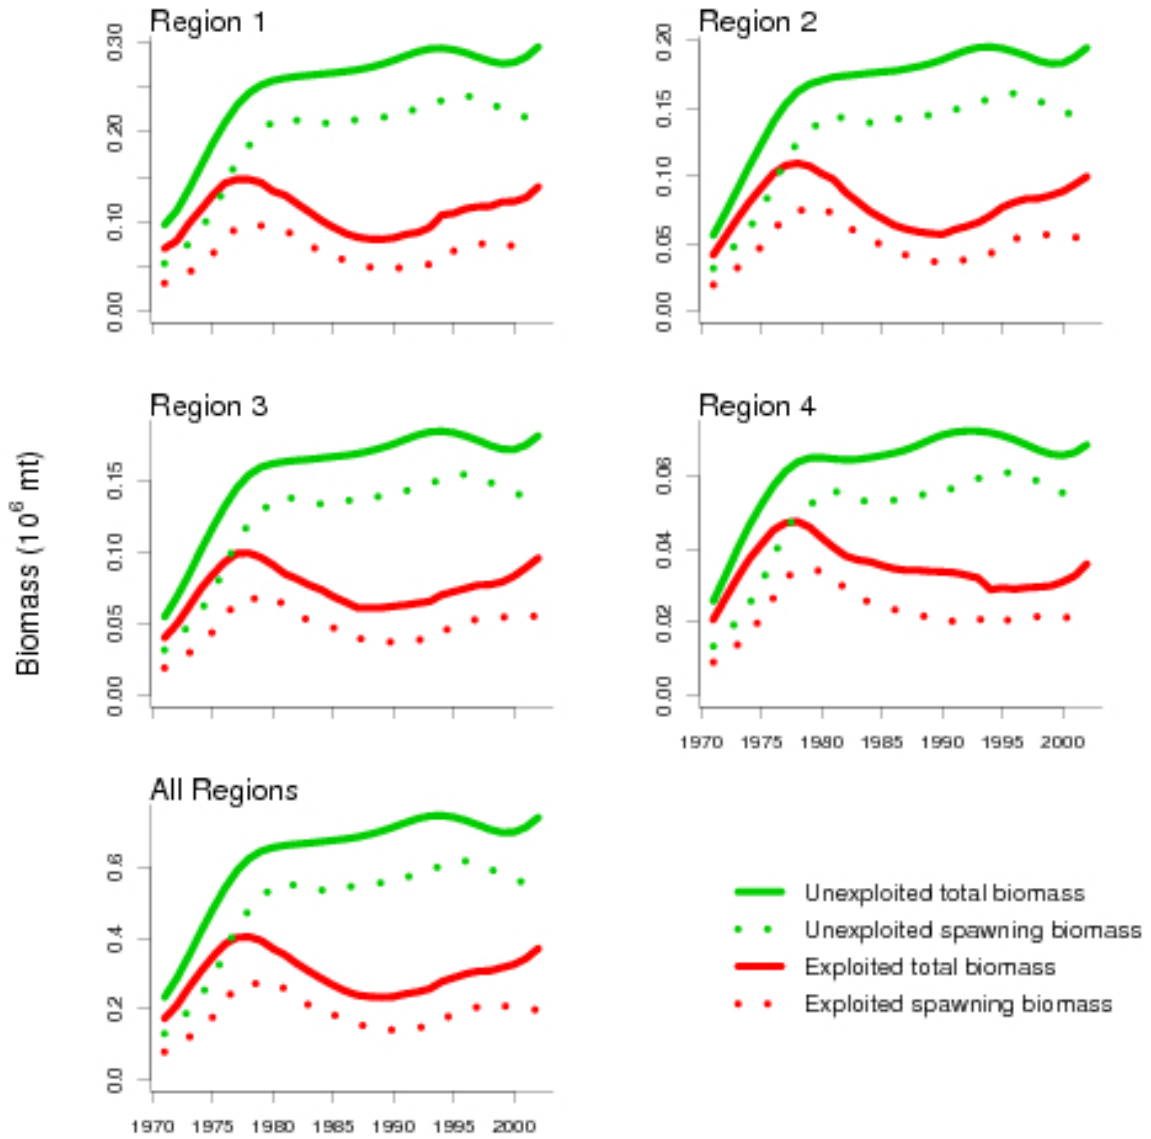 Region 1
0.30
0.20
0.10
0.00
Region 2
0.20
0.15
0.10
0.05
0.00
Biomass (10⁶ mt)
Region 3
0.15
0.10
0.05
0.00
Region 4
0.06
0.04
0.02
0.00
1970 1975 1980 1985 1990 1995 2000
All Regions
0.6
0.4
0.2
0.0
1970 1975 1980 1985 1990 1995 2000
Unexploited total biomass
Unexploited spawning biomass
Exploited total biomass
Exploited spawning biomass